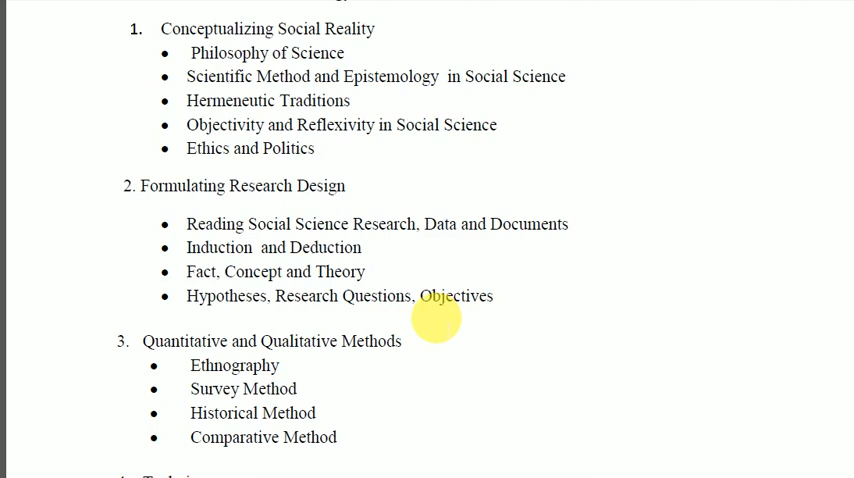 1. Conceptualizing Social Reality
• Philosophy of Science
• Scientific Method and Epistemology in Social Science
• Hermeneutic Traditions
• Objectivity and Reflexivity in Social Science
• Ethics and Politics
2. Formulating Research Design
• Reading Social Science Research, Data and Documents
• Induction and Deduction
• Fact, Concept and Theory
• Hypotheses, Research Questions, Objectives
3. Quantitative and Qualitative Methods
• Ethnography
• Survey Method
• Historical Method
• Comparative Method